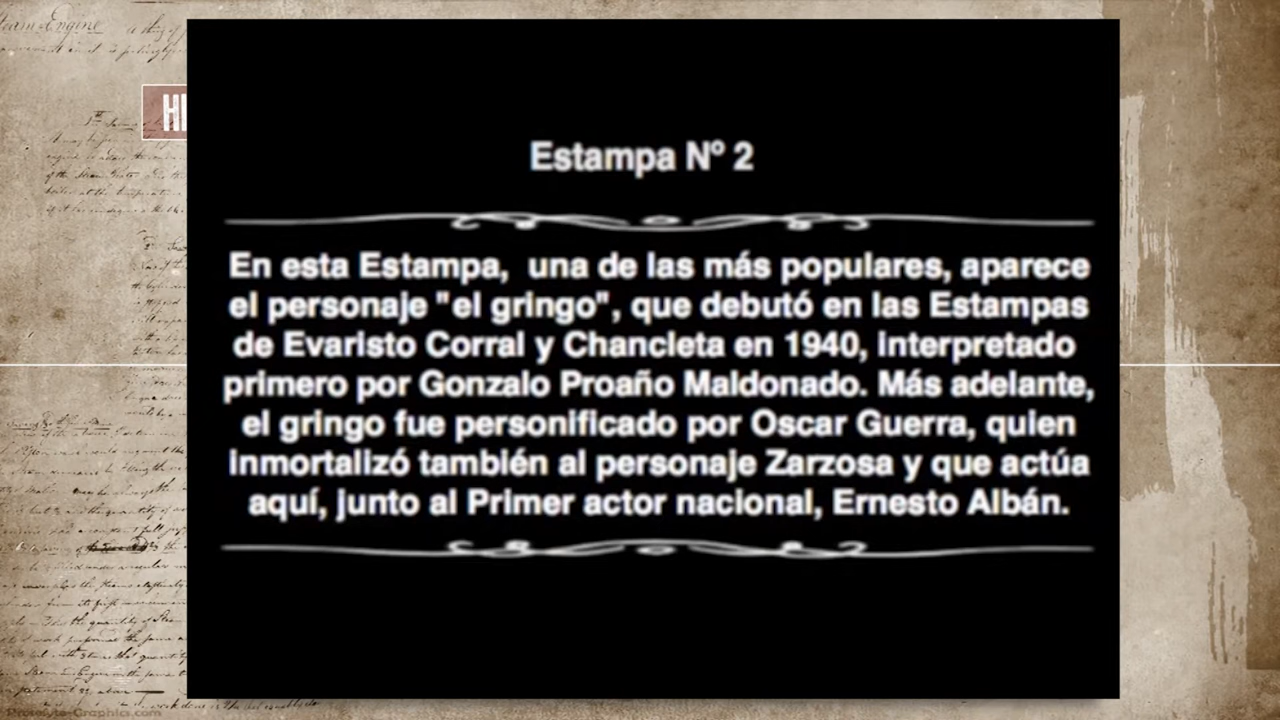 HI
Estampa Nº 2
En esta Estampa, una de las más populares, aparece
el personaje "el gringo", que debutó en las Estampas
de Evaristo Corral y Chancleta en 1940, interpretado
primero por Gonzalo Proaño Maldonado. Más adelante,
el gringo fue personificado por Oscar Guerra, quien
inmortalizó también al personaje Zarzosa y que actúa
aquí, junto al Primer actor nacional, Ernesto Albán.